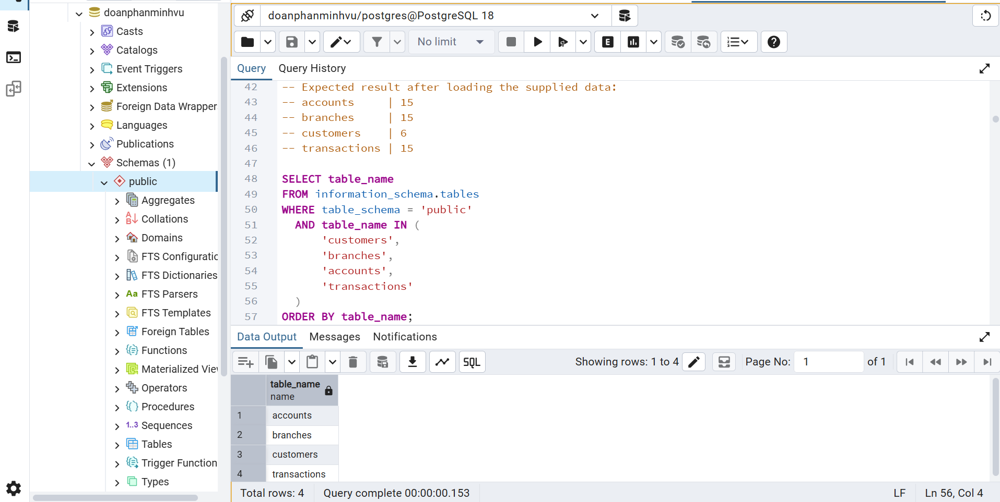 doanphanminhvu
Casts
Catalogs
Event Triggers
Extensions
Foreign Data Wrapper
Languages
Publications
Schemas (1)
public
Aggregates
Collations
Domains
FTS Configuratio
FTS Dictionaries
Aa FTS Parsers
FTS Templates
Foreign Tables
Functions
Materialized Vie
Operators
Procedures
1..3 Sequences
Tables
Trigger Function
Types
doanphanminhvu/postgres@PostgreSQL 18
No limit
E
Query Query History
42 -- Expected result after loading the supplied data:
43 -- accounts | 15
44 -- branches | 15
45 -- customers | 6
46 -- transactions | 15
47
48 SELECT table_name
49 FROM information_schema.tables
50 WHERE table_schema = 'public'
51 AND table_name IN (
52 'customers',
53 'branches',
54 'accounts',
55 'transactions'
56 )
57 ORDER BY table_name;
Data Output Messages Notifications
SQL Showing rows: 1 to 4 Page No: 1 of 1
table_name
name
1 accounts
2 branches
3 customers
4 transactions
Total rows: 4 Query complete 00:00:00.153 LF Ln 56, Col 4